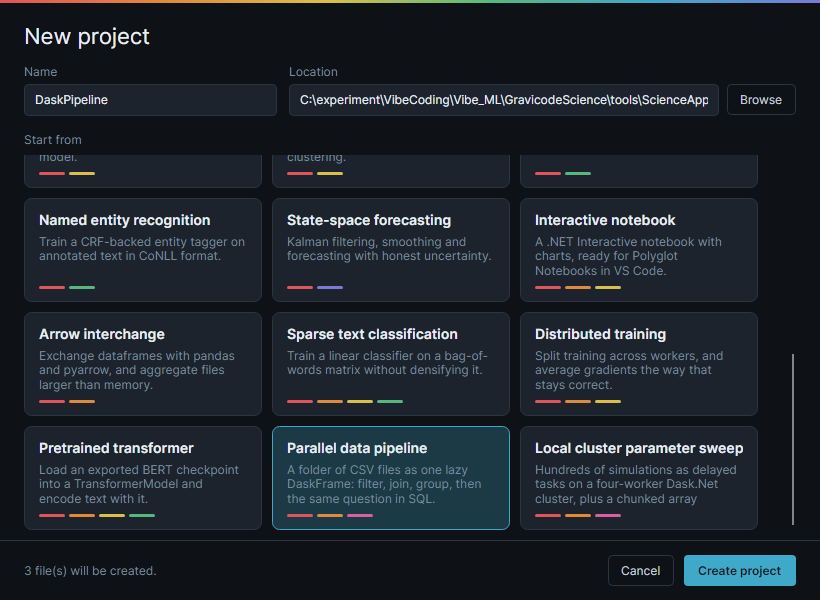 New project
Name
Location
DaskPipeline
C:\experiment\VibeCoding\Vibe_ML\GravicodeScience\tools\ScienceApp
Browse
Start from
model.
clustering.
Named entity recognition
Train a CRF-backed entity tagger on
annotated text in CoNLL format.
State-space forecasting
Kalman filtering, smoothing and
forecasting with honest uncertainty.
Interactive notebook
A .NET Interactive notebook with
charts, ready for Polyglot
Notebooks in VS Code.
Arrow interchange
Exchange dataframes with pandas
and pyarrow, and aggregate files
larger than memory.
Sparse text classification
Train a linear classifier on a bag-of-
words matrix without densifying it.
Distributed training
Split training across workers, and
average gradients the way that
stays correct.
Pretrained transformer
Load an exported BERT checkpoint
into a TransformerModel and
encode text with it.
Parallel data pipeline
A folder of CSV files as one lazy
DaskFrame: filter, join, group, then
the same question in SQL.
Local cluster parameter sweep
Hundreds of simulations as delayed
tasks on a four-worker Dask.Net
cluster, plus a chunked array
3 file(s) will be created.
Cancel
Create project